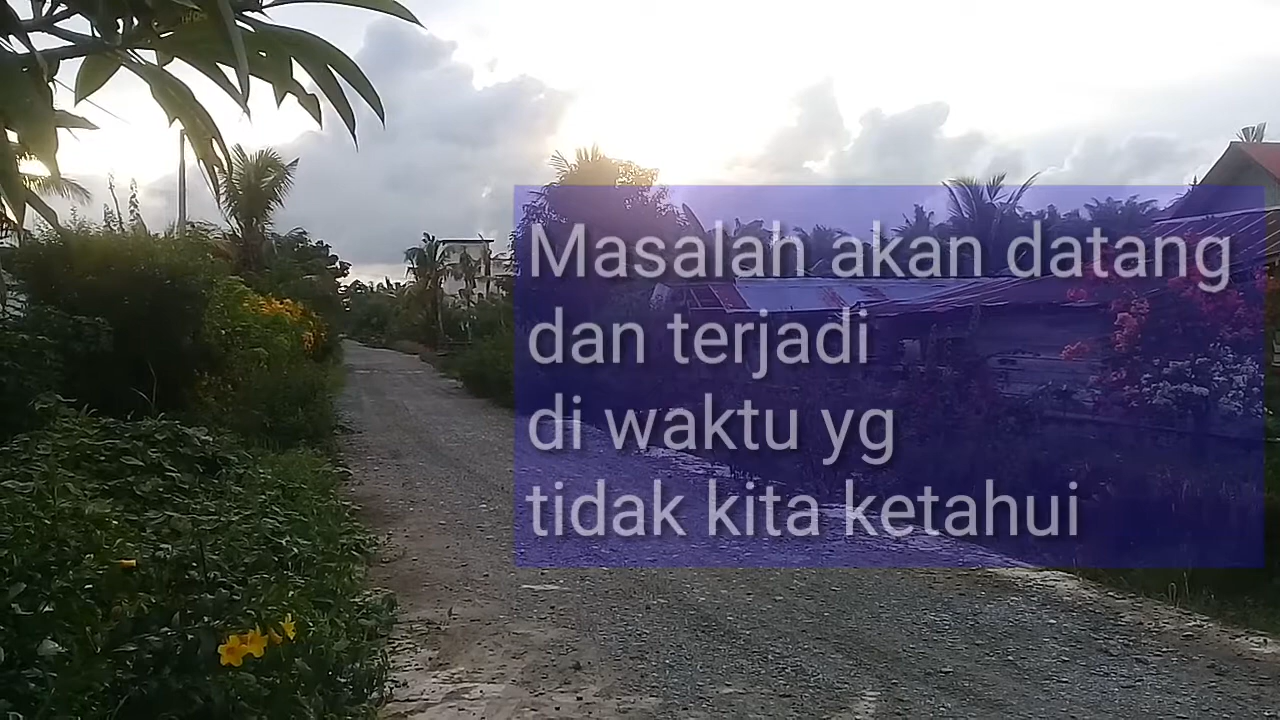 Masalah akan datang
dan terjadi
di waktu yg
tidak kita ketahui